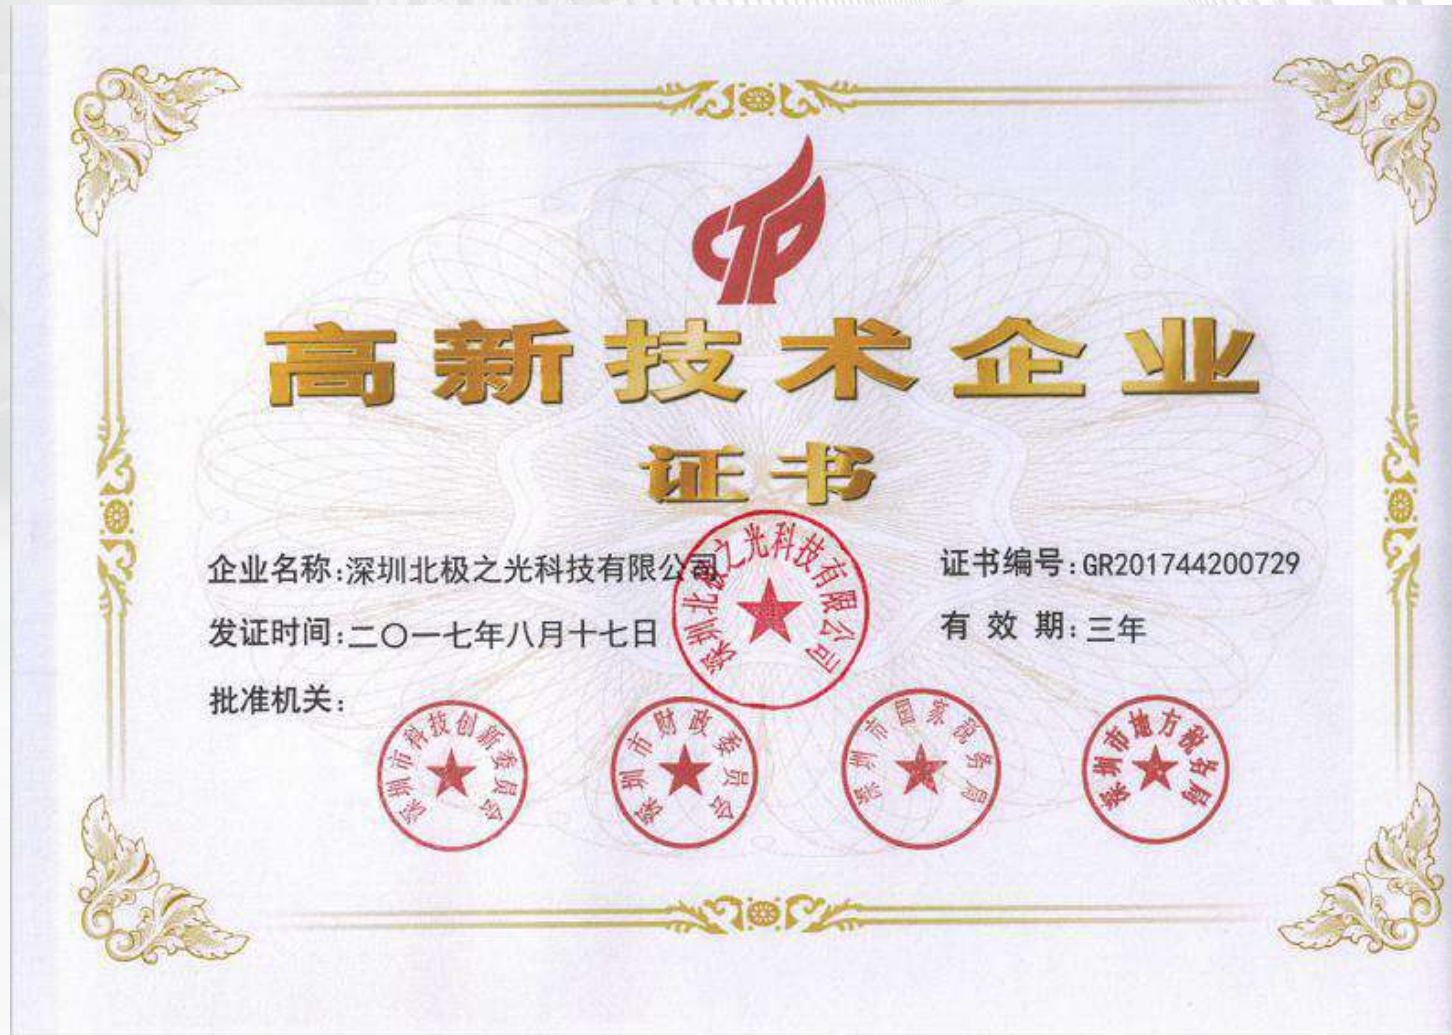 高新技术企业
证书
企业名称:深圳北极之光科技有限公司
证书编号:GR201744200729
发证时间:二〇一七年八月十七日
有效期:三年
批准机关:
深圳北极之光科技有限公司
深圳市科技创新委员会
深圳市财政委员会
深圳市国家税务局
深圳市地方税务局